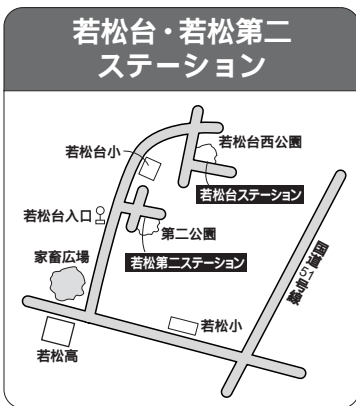 若松台・若松第二
ステーション
若松台小
若松台西公園
若松台ステーション
若松台入口
第二公園
家畜広場
若松第二ステーション
国道51号線
若松小
若松高